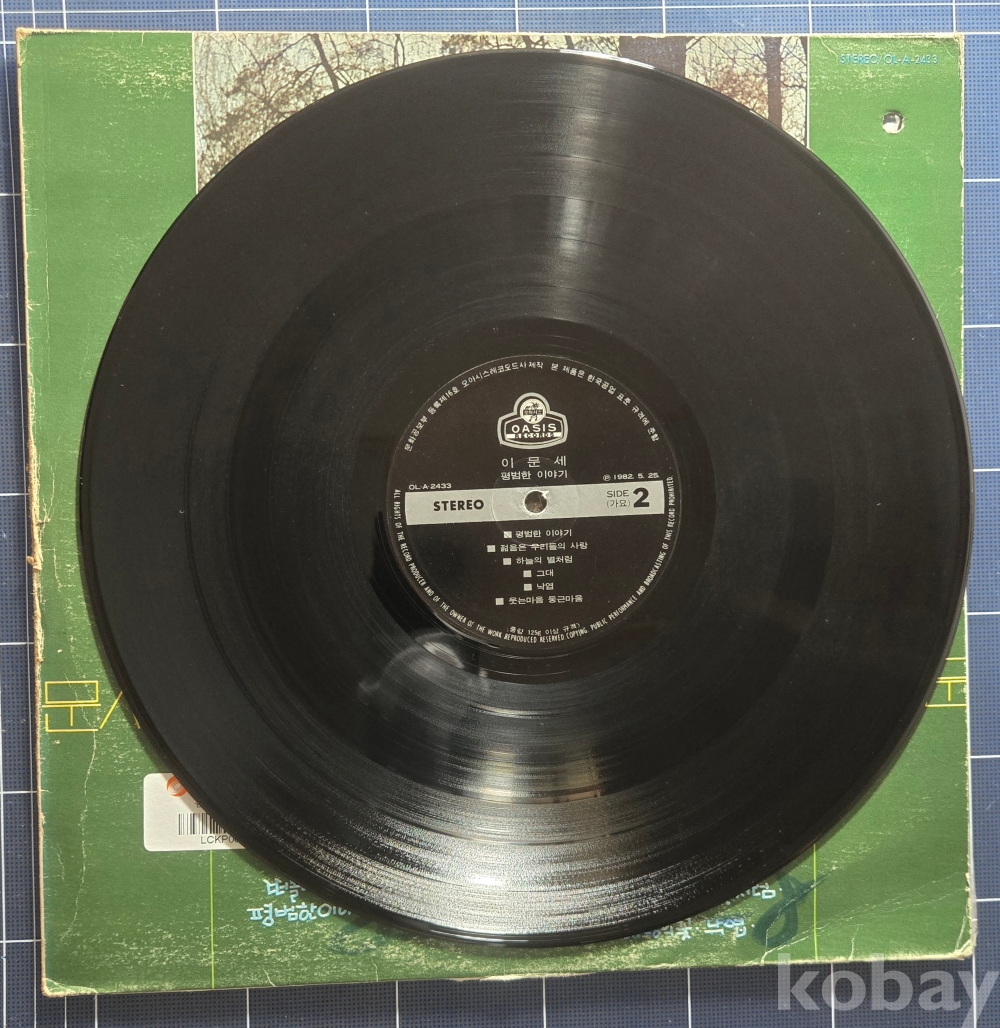 STEREO/OL-A-2433
문화공보부 등록제16호 오아시스레코오드사 제작 본 제품은 한국공업 표준 규격에 준함
OASIS
RECORDS
이 문 세
평범한 이야기
OL-A-2433
℗ 1982. 5. 25.
STEREO
SIDE 2
(가요)
■ 평범한 이야기
■ 젊음은 우리들의 사랑
■ 하늘의 별처럼
■ 그대
■ 낙엽
■ 웃는마음 둥근마음
(중량 125g 이상 규격)
ALL RIGHTS OF THE RECORD PRODUCER AND OF THE OWNER OF THE WORK REPRODUCED RESERVED COPYING PUBLIC PERFORMANCE AND BROADCASTING OF THIS RECORD PROHIBITED
문
LCKP0
평범한이야
낙엽
kobay